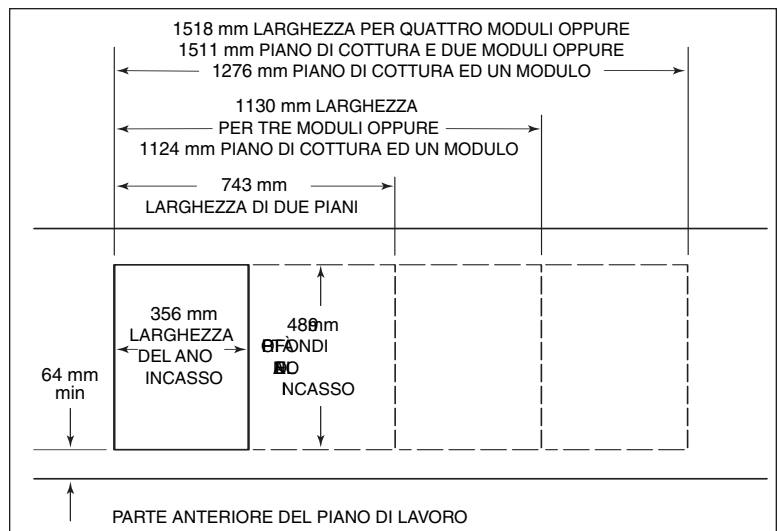 1518 mm LARGHEZZA PER QUATTRO MODULI OPPURE
1511 mm PIANO DI COTTURA E DUE MODULI OPPURE
1276 mm PIANO DI COTTURA ED UN MODULO
1130 mm LARGHEZZA
PER TRE MODULI OPPURE
1124 mm PIANO DI COTTURA ED UN MODULO
743 mm
LARGHEZZA DI DUE PIANI
356 mm
LARGHEZZA
DEL ANO
INCASSO
489mm
NCASSO
64 mm
min
PARTE ANTERIORE DEL PIANO DI LAVORO